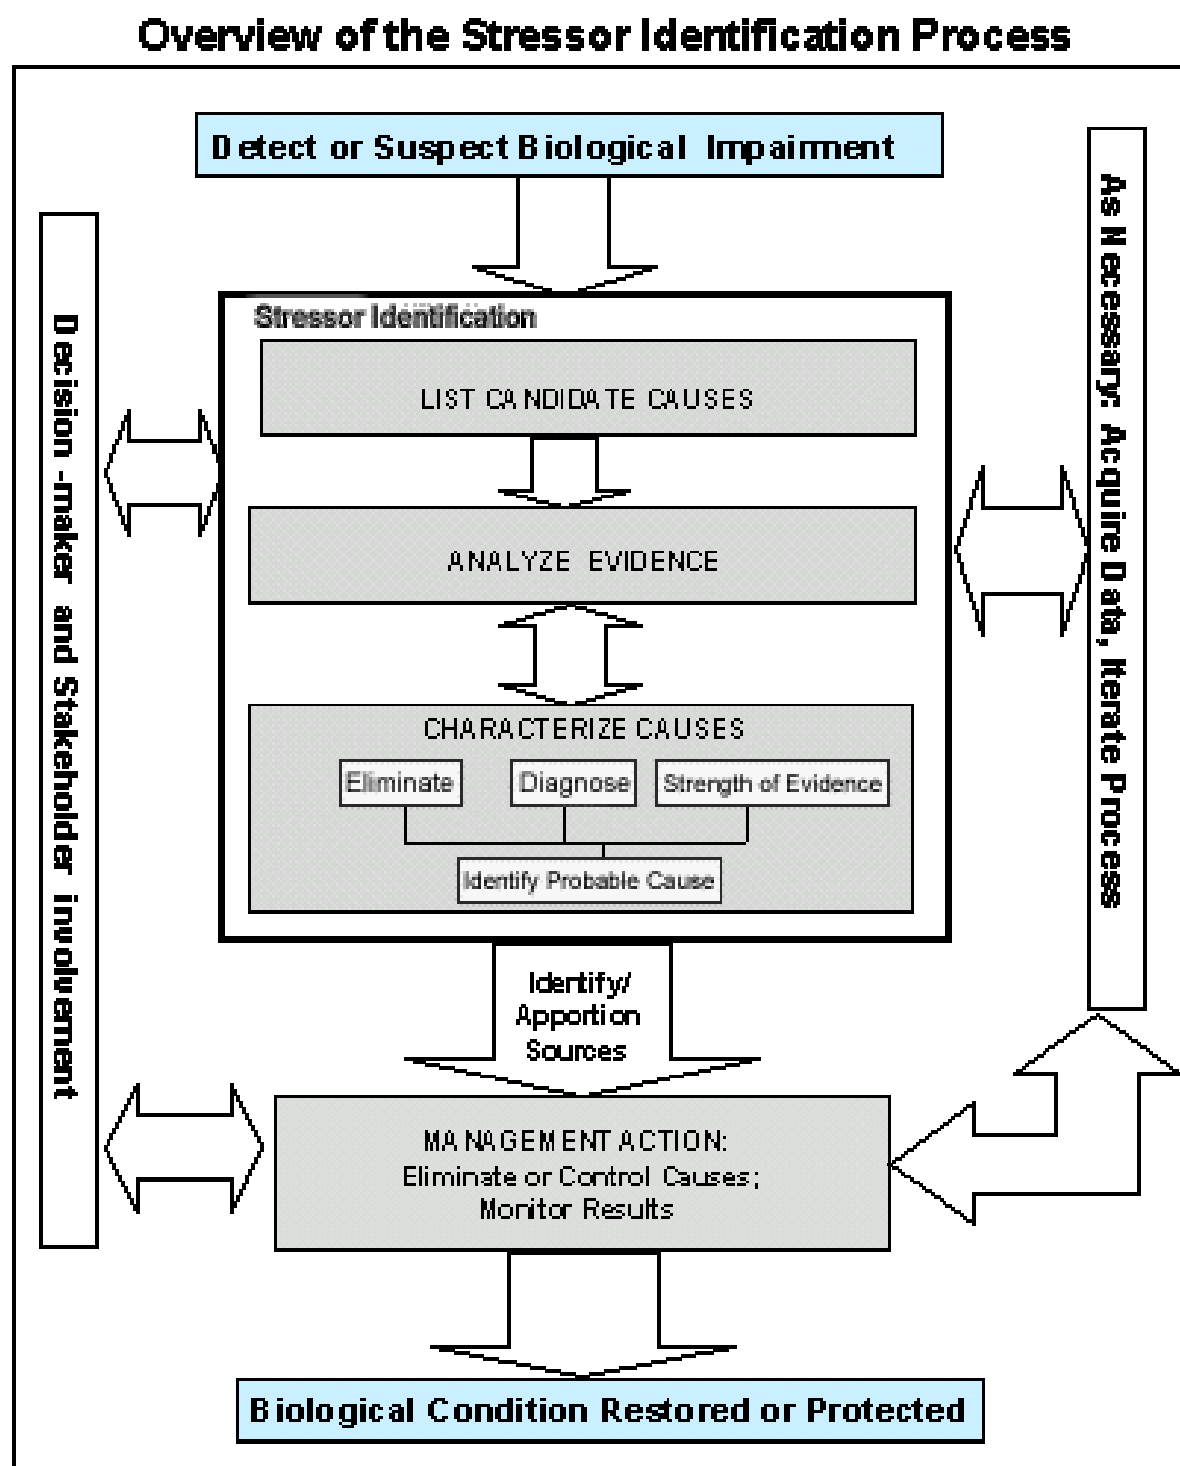 Overview of the Stressor Identification Process
Detect or Suspect Biological Impairment
Stressor Identification
LIST CANDIDATE CAUSES
ANALYZE EVIDENCE
CHARACTERIZE CAUSES
Eliminate
Diagnose
Strength of Evidence
Identify Probable Cause
Decision -maker and Stakeholder involvement
As Necessary: Acquire Data, Iterate Process
Identify/
Apportion
Sources
MANAGEMENT ACTION:
Eliminate or Control Causes;
Monitor Results
Biological Condition Restored or Protected